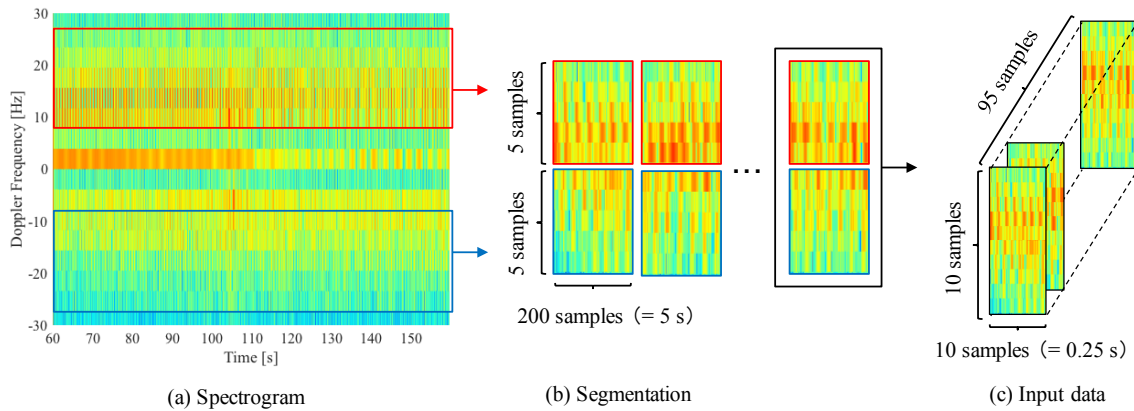 30
20
10
0
-10
-20
-30
Doppler Frequency [Hz]
60 70 80 90 100 110 120 130 140 150
Time [s]
(a) Spectrogram
5 samples
5 samples
...
200 samples (= 5 s)
(b) Segmentation
95 samples
10 samples
10 samples (= 0.25 s)
(c) Input data